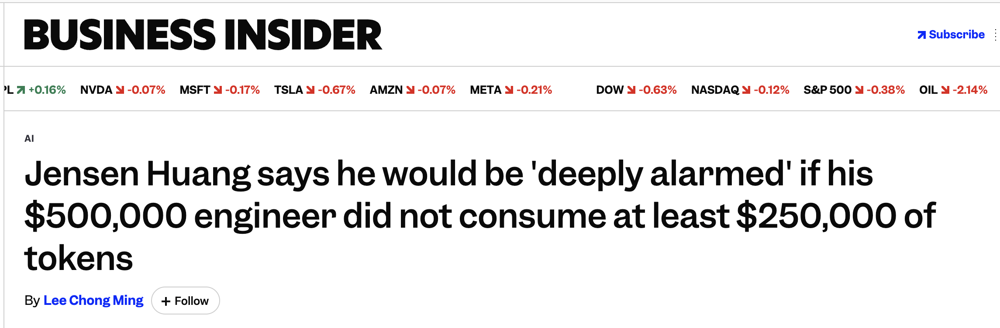 BUSINESS INSIDER
Subscribe
PL +0.16% NVDA -0.07% MSFT -0.17% TSLA -0.67% AMZN -0.07% META -0.21% DOW -0.63% NASDAQ -0.12% S&P 500 -0.38% OIL -2.14%
AI
Jensen Huang says he would be 'deeply alarmed' if his
$500,000 engineer did not consume at least $250,000 of
tokens
By Lee Chong Ming + Follow